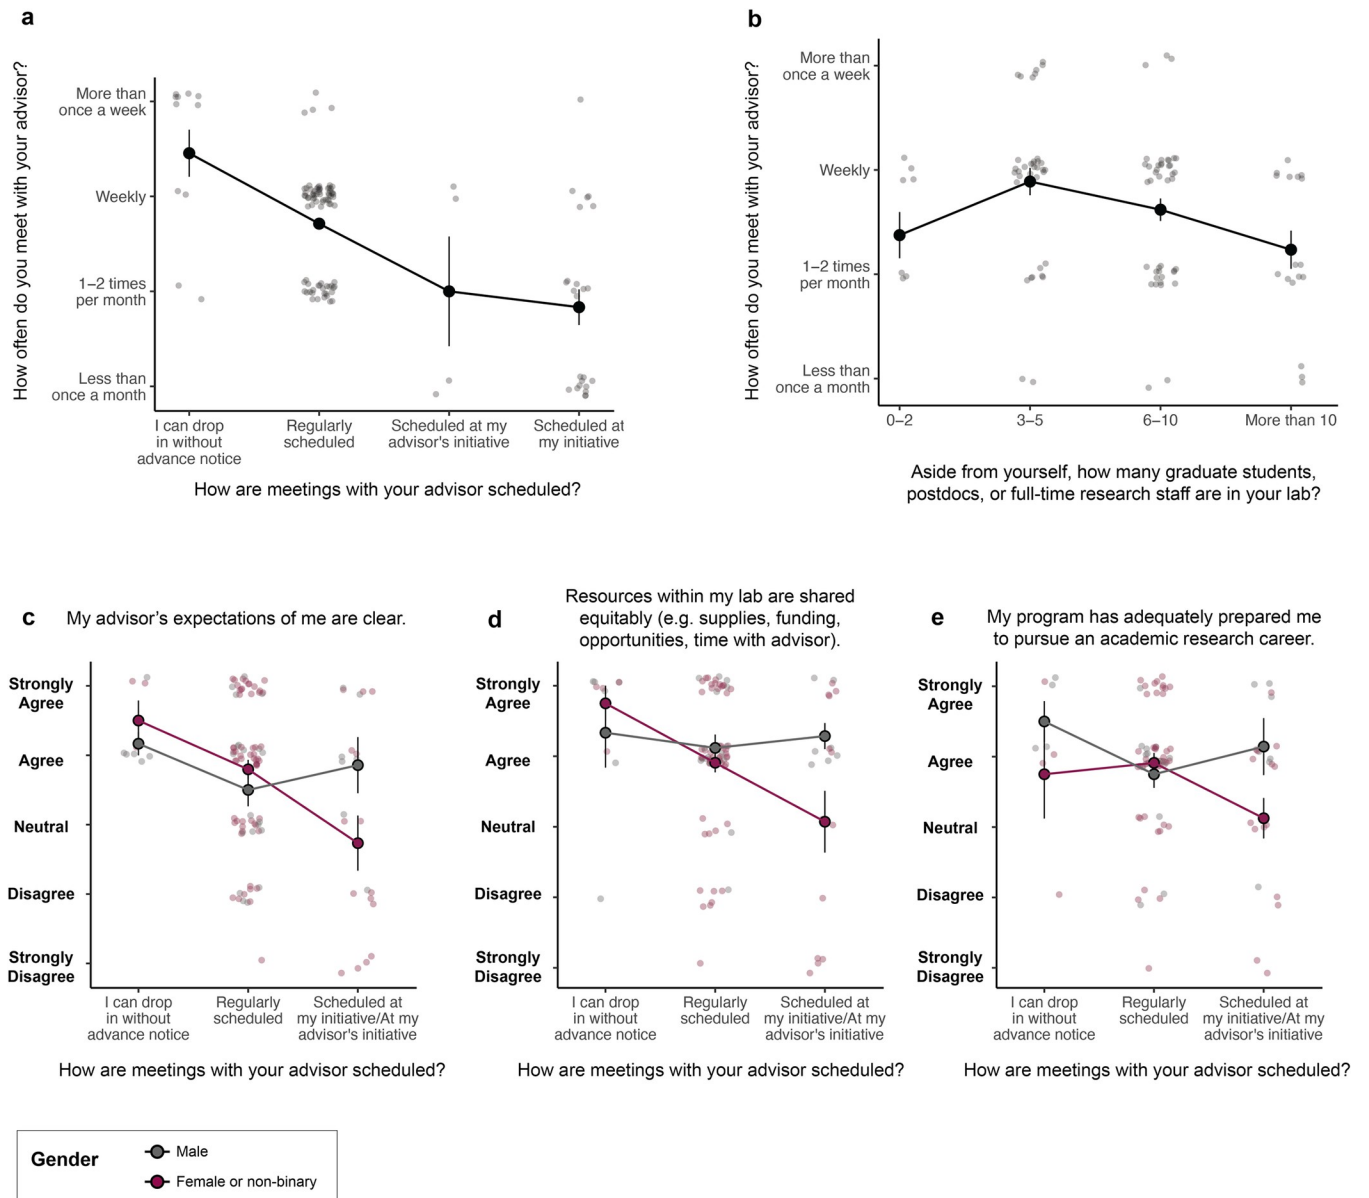 a
How often do you meet with your advisor?
More than
once a week
Weekly
1–2 times
per month
Less than
once a month
I can drop
in without
advance notice
Regularly
scheduled
Scheduled at my
advisor's initiative
Scheduled at
my initiative
How are meetings with your advisor scheduled?
b
How often do you meet with your advisor?
More than
once a week
Weekly
1–2 times
per month
Less than
once a month
0–2
3–5
6–10
More than 10
Aside from yourself, how many graduate students,
postdocs, or full-time research staff are in your lab?
c
My advisor’s expectations of me are clear.
Strongly
Agree
Agree
Neutral
Disagree
Strongly
Disagree
I can drop
in without
advance notice
Regularly
scheduled
Scheduled at
my initiative/At my
advisor's initiative
How are meetings with your advisor scheduled?
d
Resources within my lab are shared
equitably (e.g. supplies, funding,
opportunities, time with advisor).
Strongly
Agree
Agree
Neutral
Disagree
Strongly
Disagree
I can drop
in without
advance notice
Regularly
scheduled
Scheduled at
my initiative/At my
advisor's initiative
How are meetings with your advisor scheduled?
e
My program has adequately prepared me
to pursue an academic research career.
Strongly
Agree
Agree
Neutral
Disagree
Strongly
Disagree
I can drop
in without
advance notice
Regularly
scheduled
Scheduled at
my initiative/At my
advisor's initiative
How are meetings with your advisor scheduled?
Gender
Male
Female or non-binary